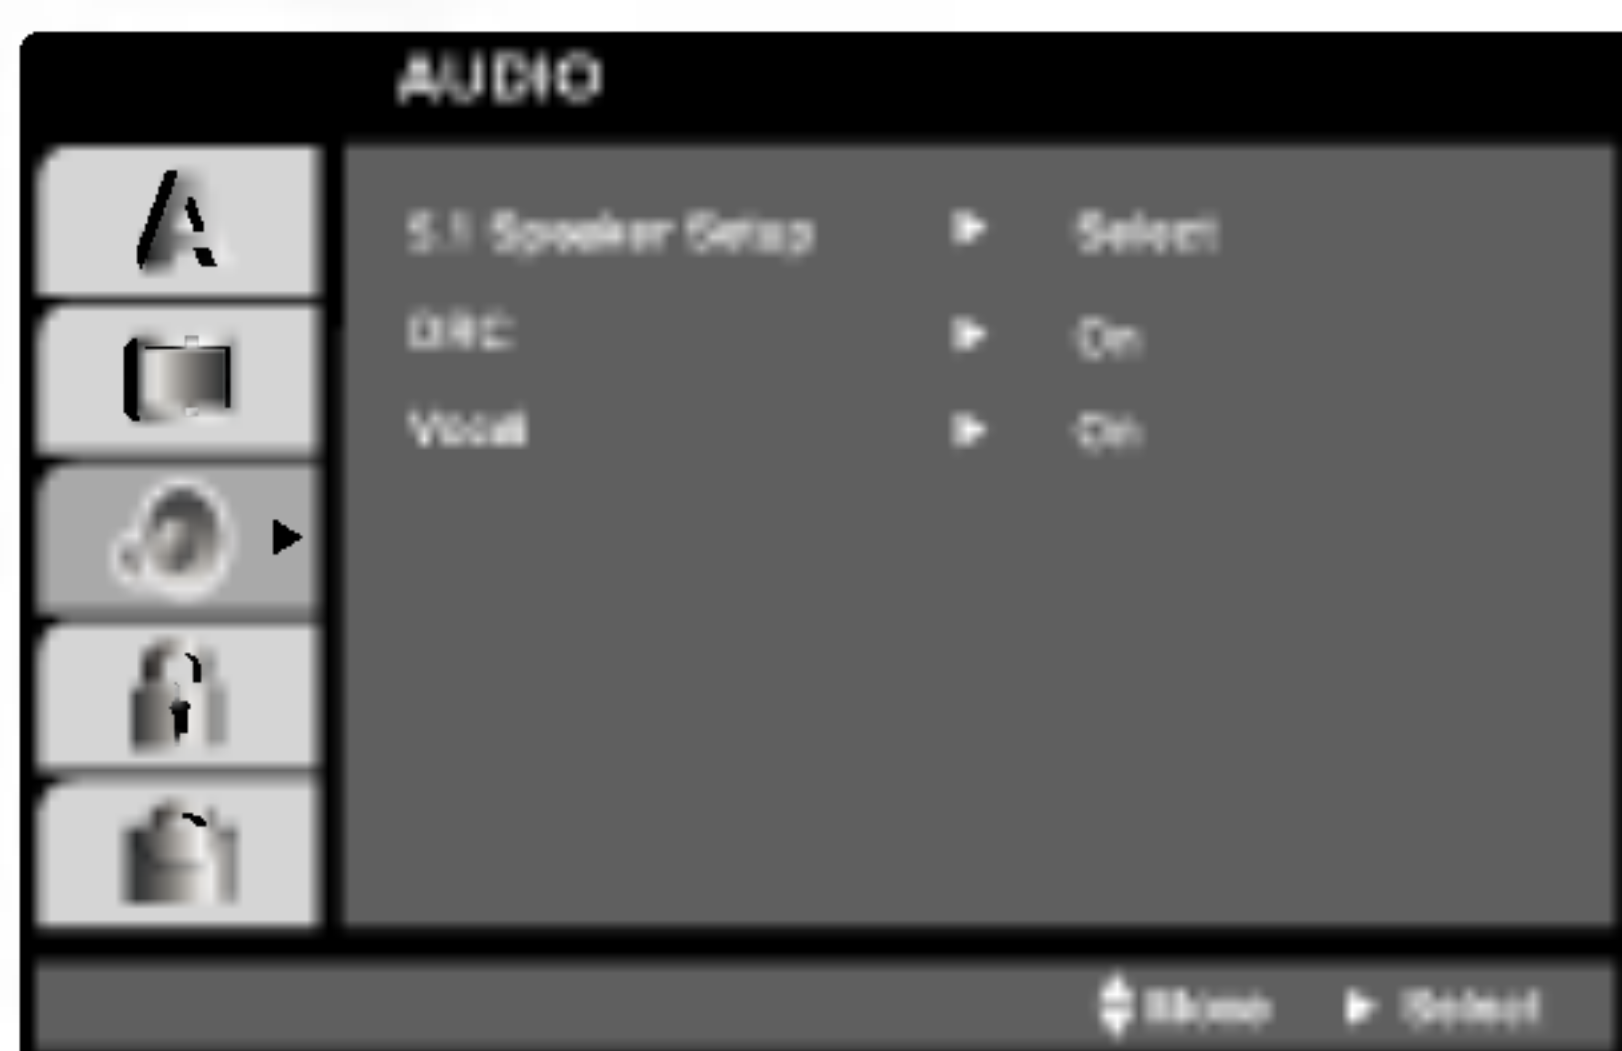 AUDIO
5.1 Speaker Setup Select
DRC On
Vocal On
Move Select